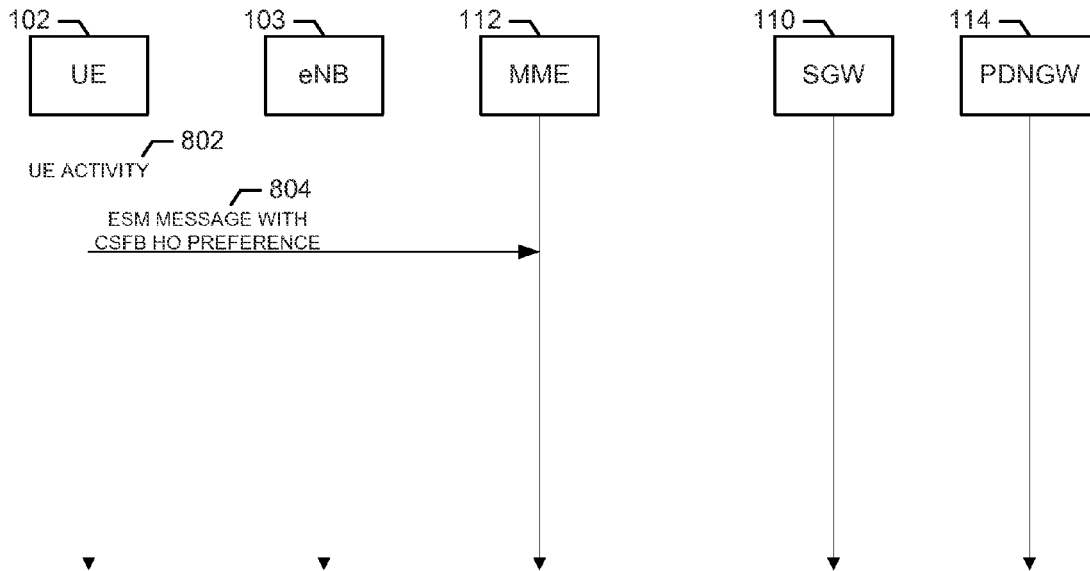 102
103
112
110
114
UE
eNB
MME
SGW
PDNGW
802
UE ACTIVITY
804
ESM MESSAGE WITH
CSFB HO PREFERENCE